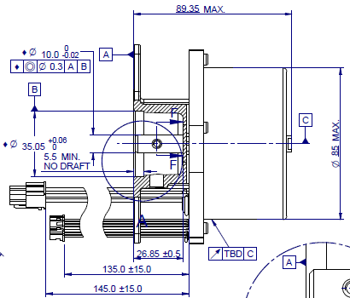 89.35 MAX.
♦ Ø 10.0 0 -0.02
♦ ◎ Ø 0.3 A B
A
B
F
♦ Ø 35.05 +0.06 0
C
Ø 85 MAX.
5.5 MIN.
NO DRAFT
F
A
26.85 ±0.5
TBD C
A
135.0 ±15.0
145.0 ±15.0